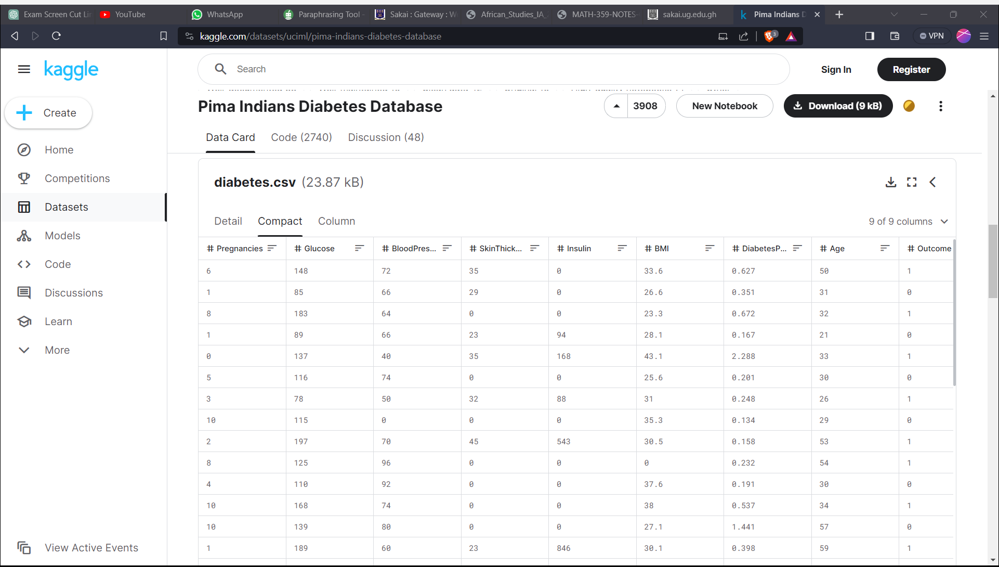 Exam Screen Cut Lin
YouTube
WhatsApp
Paraphrasing Tool -
Sakai : Gateway : W
African_Studies_IA_
MATH-359-NOTES-
sakai.ug.edu.gh
Pima Indians D
kaggle.com/datasets/uciml/pima-indians-diabetes-database
3
VPN
kaggle
Search
Sign In
Register
Create
Home
Competitions
Datasets
Models
Code
Discussions
Learn
More
View Active Events
Pima Indians Diabetes Database
3908
New Notebook
Download (9 kB)
Data Card Code (2740) Discussion (48)
diabetes.csv (23.87 kB)
Detail Compact Column
9 of 9 columns
# Pregnancies # Glucose # BloodPres... # SkinThick... # Insulin # BMI # DiabetesP... # Age # Outcome
6 148 72 35 0 33.6 0.627 50 1
1 85 66 29 0 26.6 0.351 31 0
8 183 64 0 0 23.3 0.672 32 1
1 89 66 23 94 28.1 0.167 21 0
0 137 40 35 168 43.1 2.288 33 1
5 116 74 0 0 25.6 0.201 30 0
3 78 50 32 88 31 0.248 26 1
10 115 0 0 0 35.3 0.134 29 0
2 197 70 45 543 30.5 0.158 53 1
8 125 96 0 0 0 0.232 54 1
4 110 92 0 0 37.6 0.191 30 0
10 168 74 0 0 38 0.537 34 1
10 139 80 0 0 27.1 1.441 57 0
1 189 60 23 846 30.1 0.398 59 1